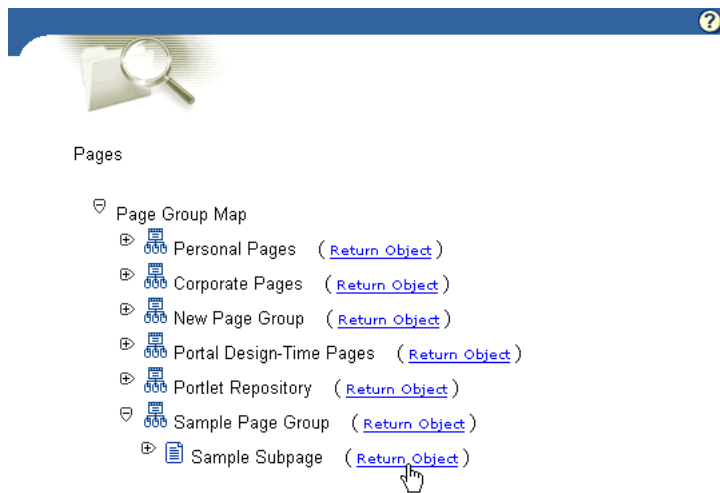 ?
Pages
Page Group Map
Personal Pages (Return Object)
Corporate Pages (Return Object)
New Page Group (Return Object)
Portal Design-Time Pages (Return Object)
Portlet Repository (Return Object)
Sample Page Group (Return Object)
Sample Subpage (Return Object)